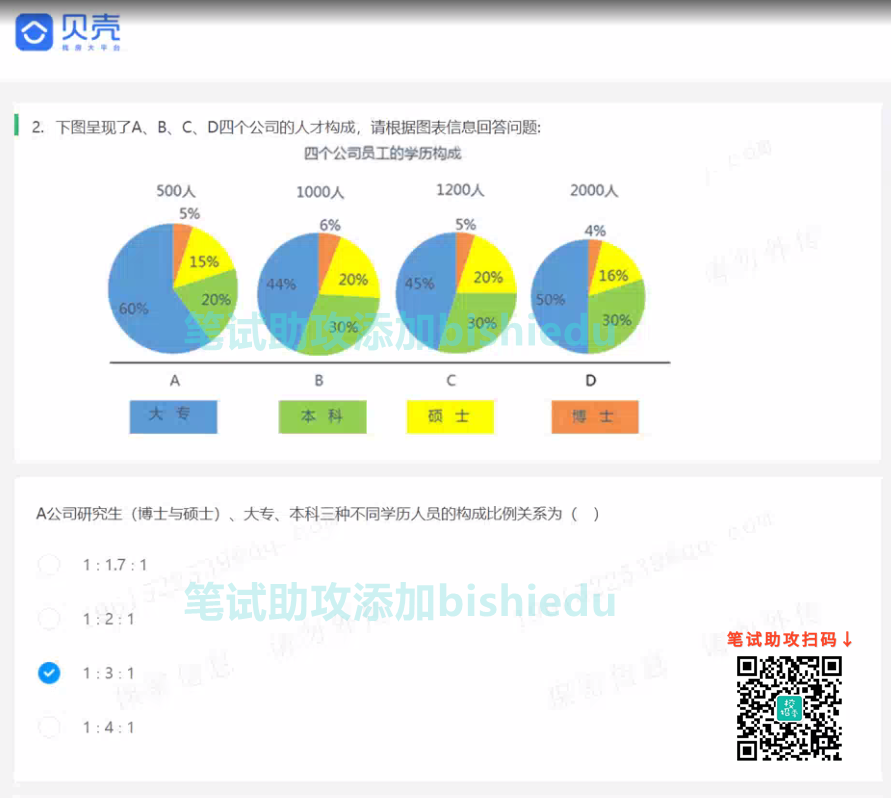 贝壳
找房大平台
2. 下图呈现了A、B、C、D四个公司的人才构成，请根据图表信息回答问题:
四个公司员工的学历构成
500人 1000人 1200人 2000人
5% 6% 5% 4%
15% 20% 20% 16%
60% 20% 44% 30% 45% 30% 50% 30%
笔试助攻添加bishiedu
A B C D
大 专 本 科 硕 士 博 士
A公司研究生（博士与硕士）、大专、本科三种不同学历人员的构成比例关系为（ ）
1 : 1.7 : 1
笔试助攻添加bishiedu
1 : 2 : 1
笔试助攻扫码↓
1 : 3 : 1
1 : 4 : 1